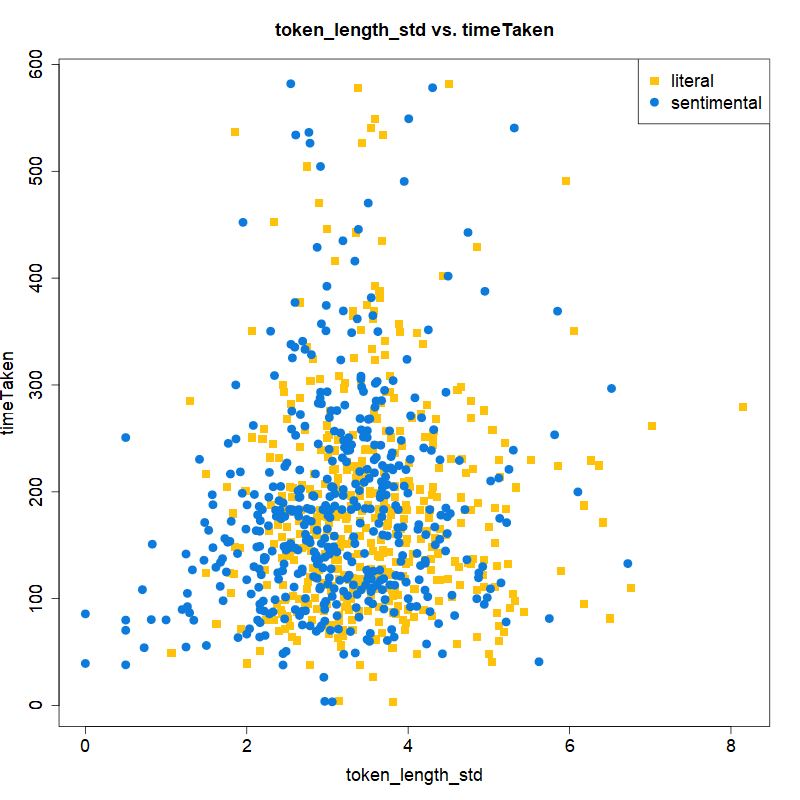 token_length_std vs. timeTaken
literal
sentimental
timeTaken
600
500
400
300
200
100
0
0 2 4 6 8
token_length_std